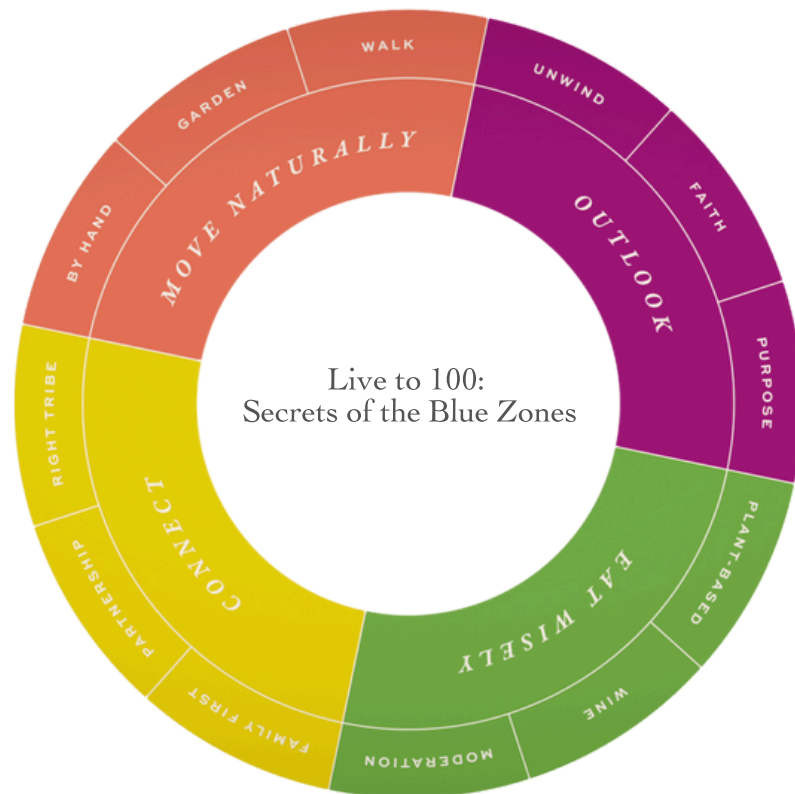 WALK
GARDEN
BY HAND
MOVE NATURALLY
UNWIND
FAITH
PURPOSE
OUTLOOK
Live to 100:
Secrets of the Blue Zones
PLANT-BASED
WINE
MODERATION
EAT WISELY
RIGHT TRIBE
PARTNERSHIP
FAMILY FIRST
CONNECT